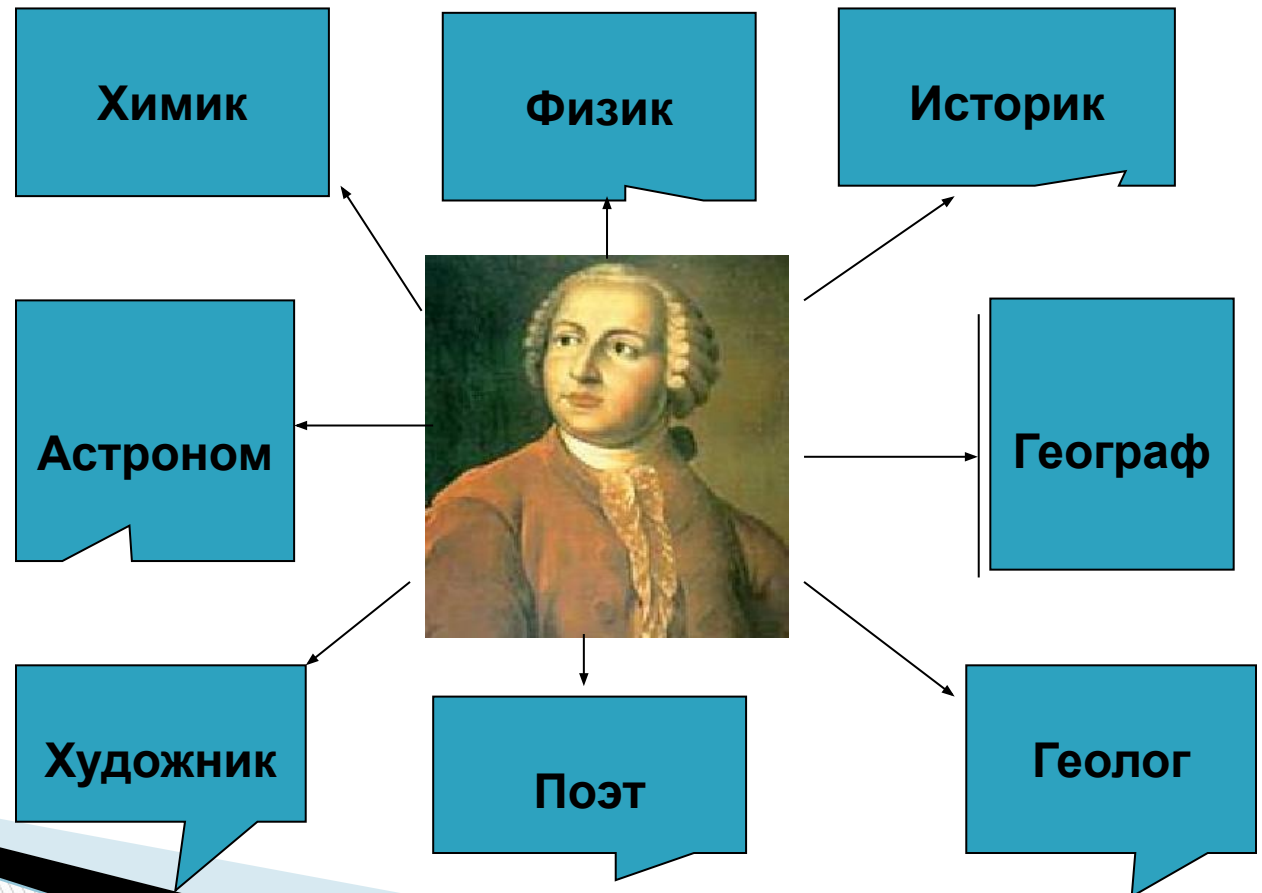 Химик
Физик
Историк
Астроном
Географ
Художник
Поэт
Геолог